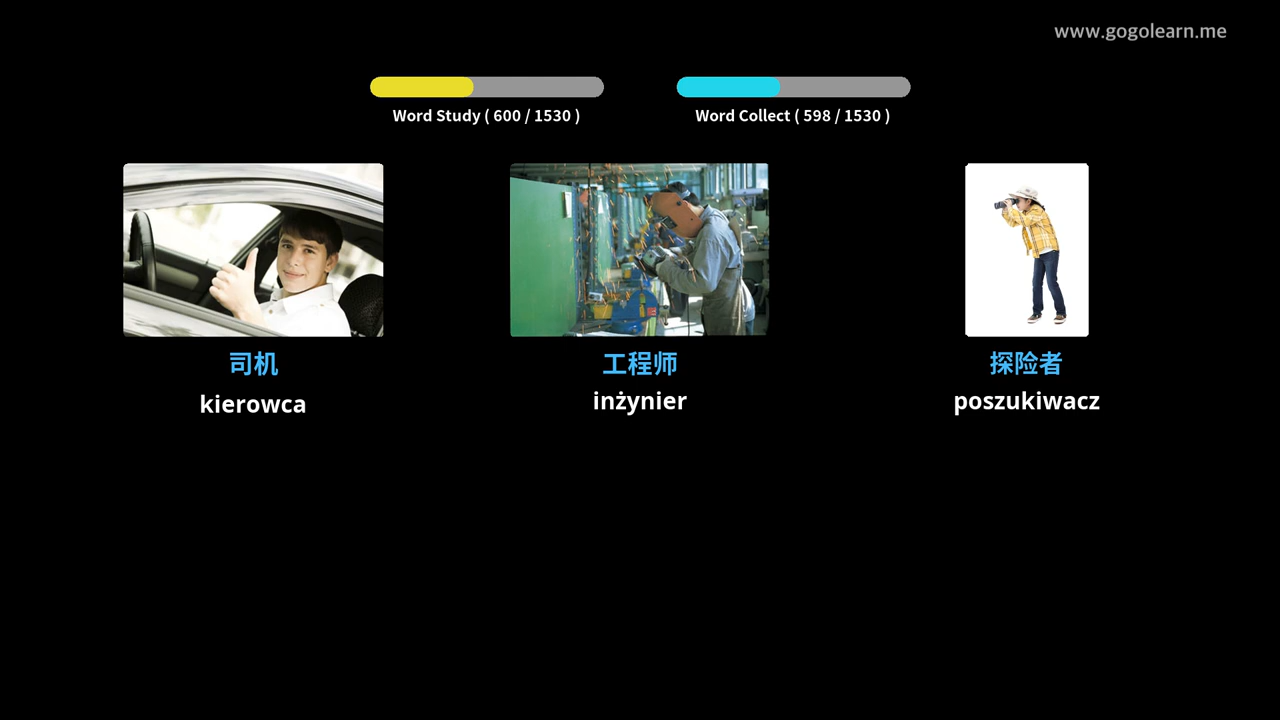 www.gogolearn.me
Word Study ( 600 / 1530 )
Word Collect ( 598 / 1530 )
司机
工程师
探险者
kierowca
inżynier
poszukiwacz